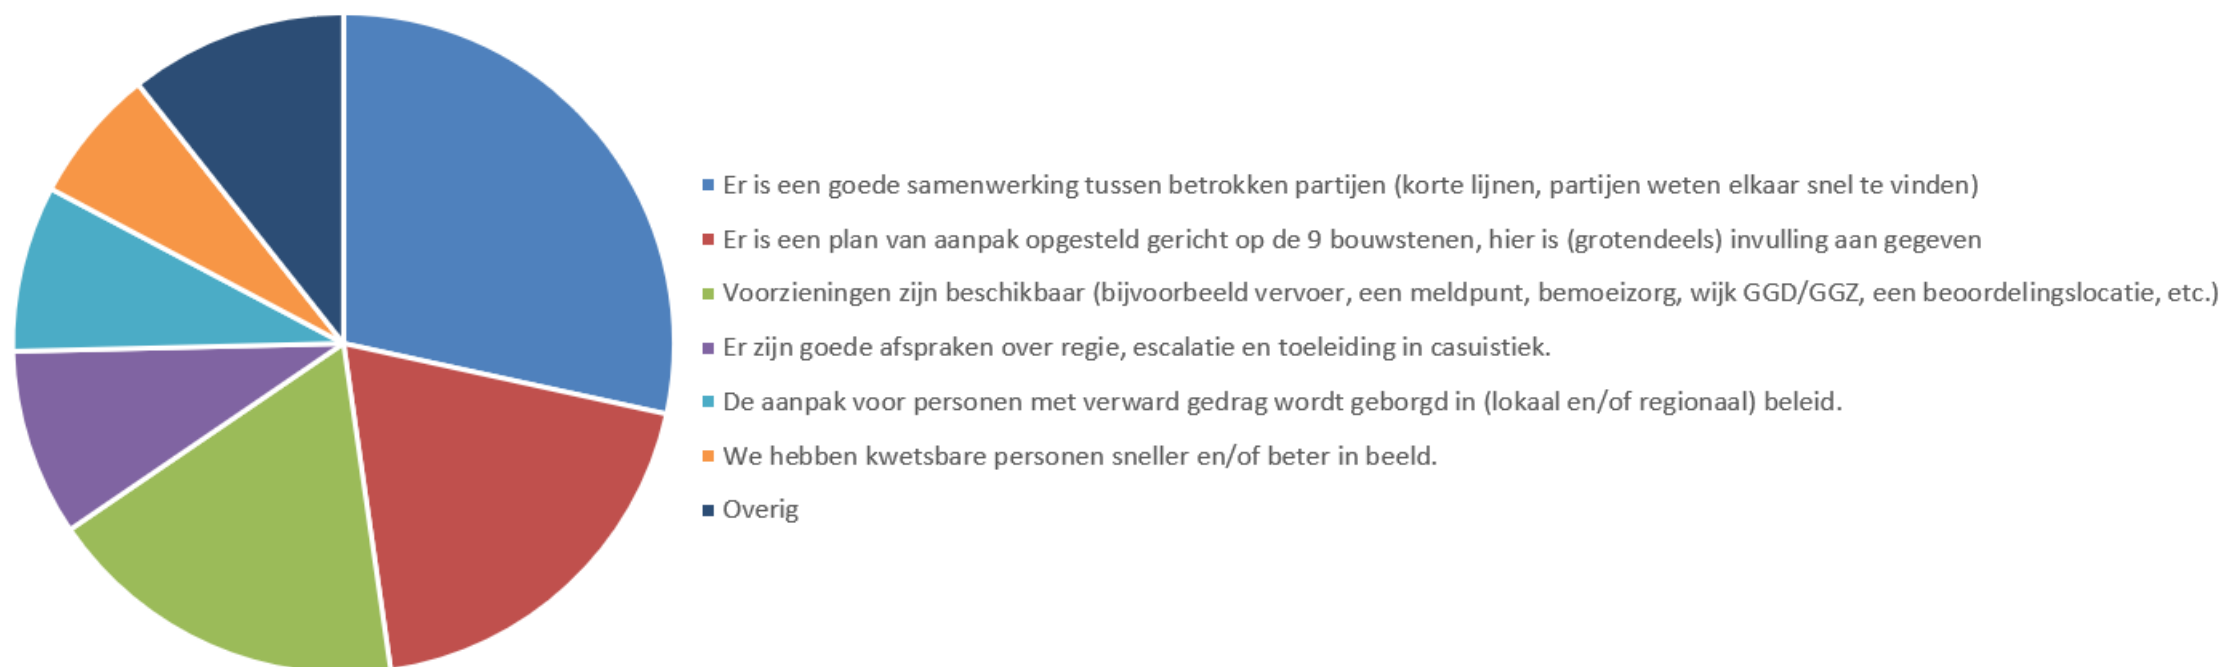 Er is een goede samenwerking tussen betrokken partijen (korte lijnen, partijen weten elkaar snel te vinden)
Er is een plan van aanpak opgesteld gericht op de 9 bouwstenen, hier is (grotendeels) invulling aan gegeven
Voorzieningen zijn beschikbaar (bijvoorbeeld vervoer, een meldpunt, bemoeizorg, wijk GGD/GGZ, een beoordelingslocatie, etc.)
Er zijn goede afspraken over regie, escalatie en toeleiding in casuistiek.
De aanpak voor personen met verward gedrag wordt geborgd in (lokaal en/of regionaal) beleid.
We hebben kwetsbare personen sneller en/of beter in beeld.
Overig